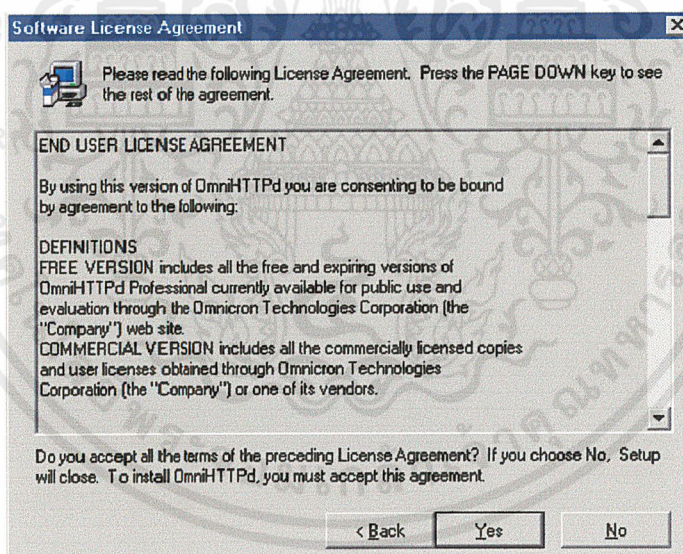 Software License Agreement
Please read the following License Agreement. Press the PAGE DOWN key to see
the rest of the agreement.
END USER LICENSE AGREEMENT
By using this version of OmniHTTPd you are consenting to be bound
by agreement to the following:
DEFINITIONS
FREE VERSION includes all the free and expiring versions of
OmniHTTPd Professional currently available for public use and
evaluation through the Omnicron Technologies Corporation (the
"Company") web site.
COMMERCIAL VERSION includes all the commercially licensed copies
and user licenses obtained through Omnicron Technologies
Corporation (the "Company") or one of its vendors.
Do you accept all the terms of the preceding License Agreement? If you choose No, Setup
will close. To install OmniHTTPd, you must accept this agreement.
< Back
Yes
No